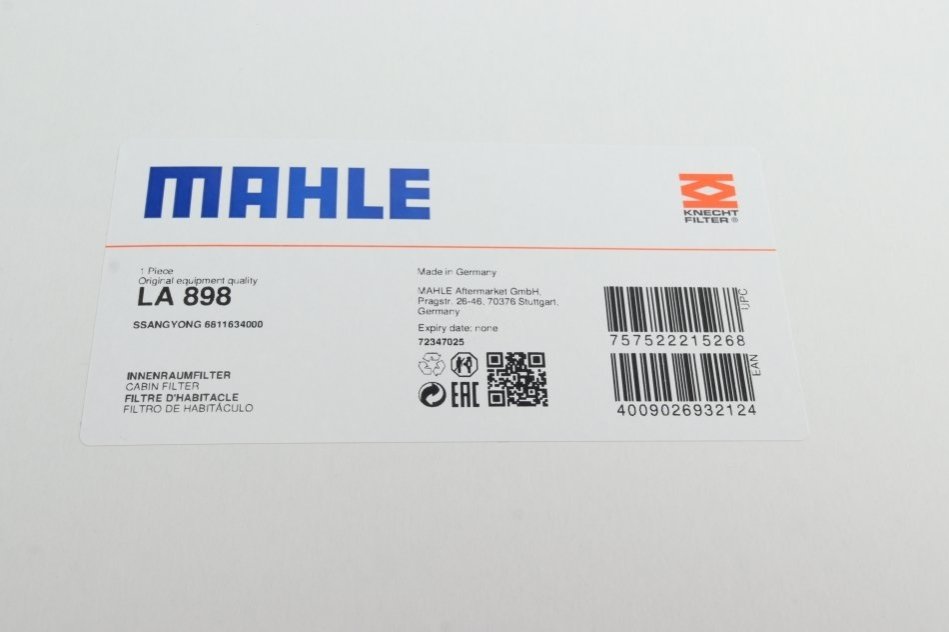 MAHLE
KNECHT
FILTER®
1 Piece
Original equipment quality
LA 898
SSANGYONG 6811634000
INNENRAUMFILTER
CABIN FILTER
FILTRE D'HABITACLE
FILTRO DE HABITÁCULO
Made in Germany
MAHLE Aftermarket GmbH,
Pragstr. 26-46, 70376 Stuttgart,
Germany
Expiry date: none
72347025
EAC
UPC
757522215268
EAN
4009026932124